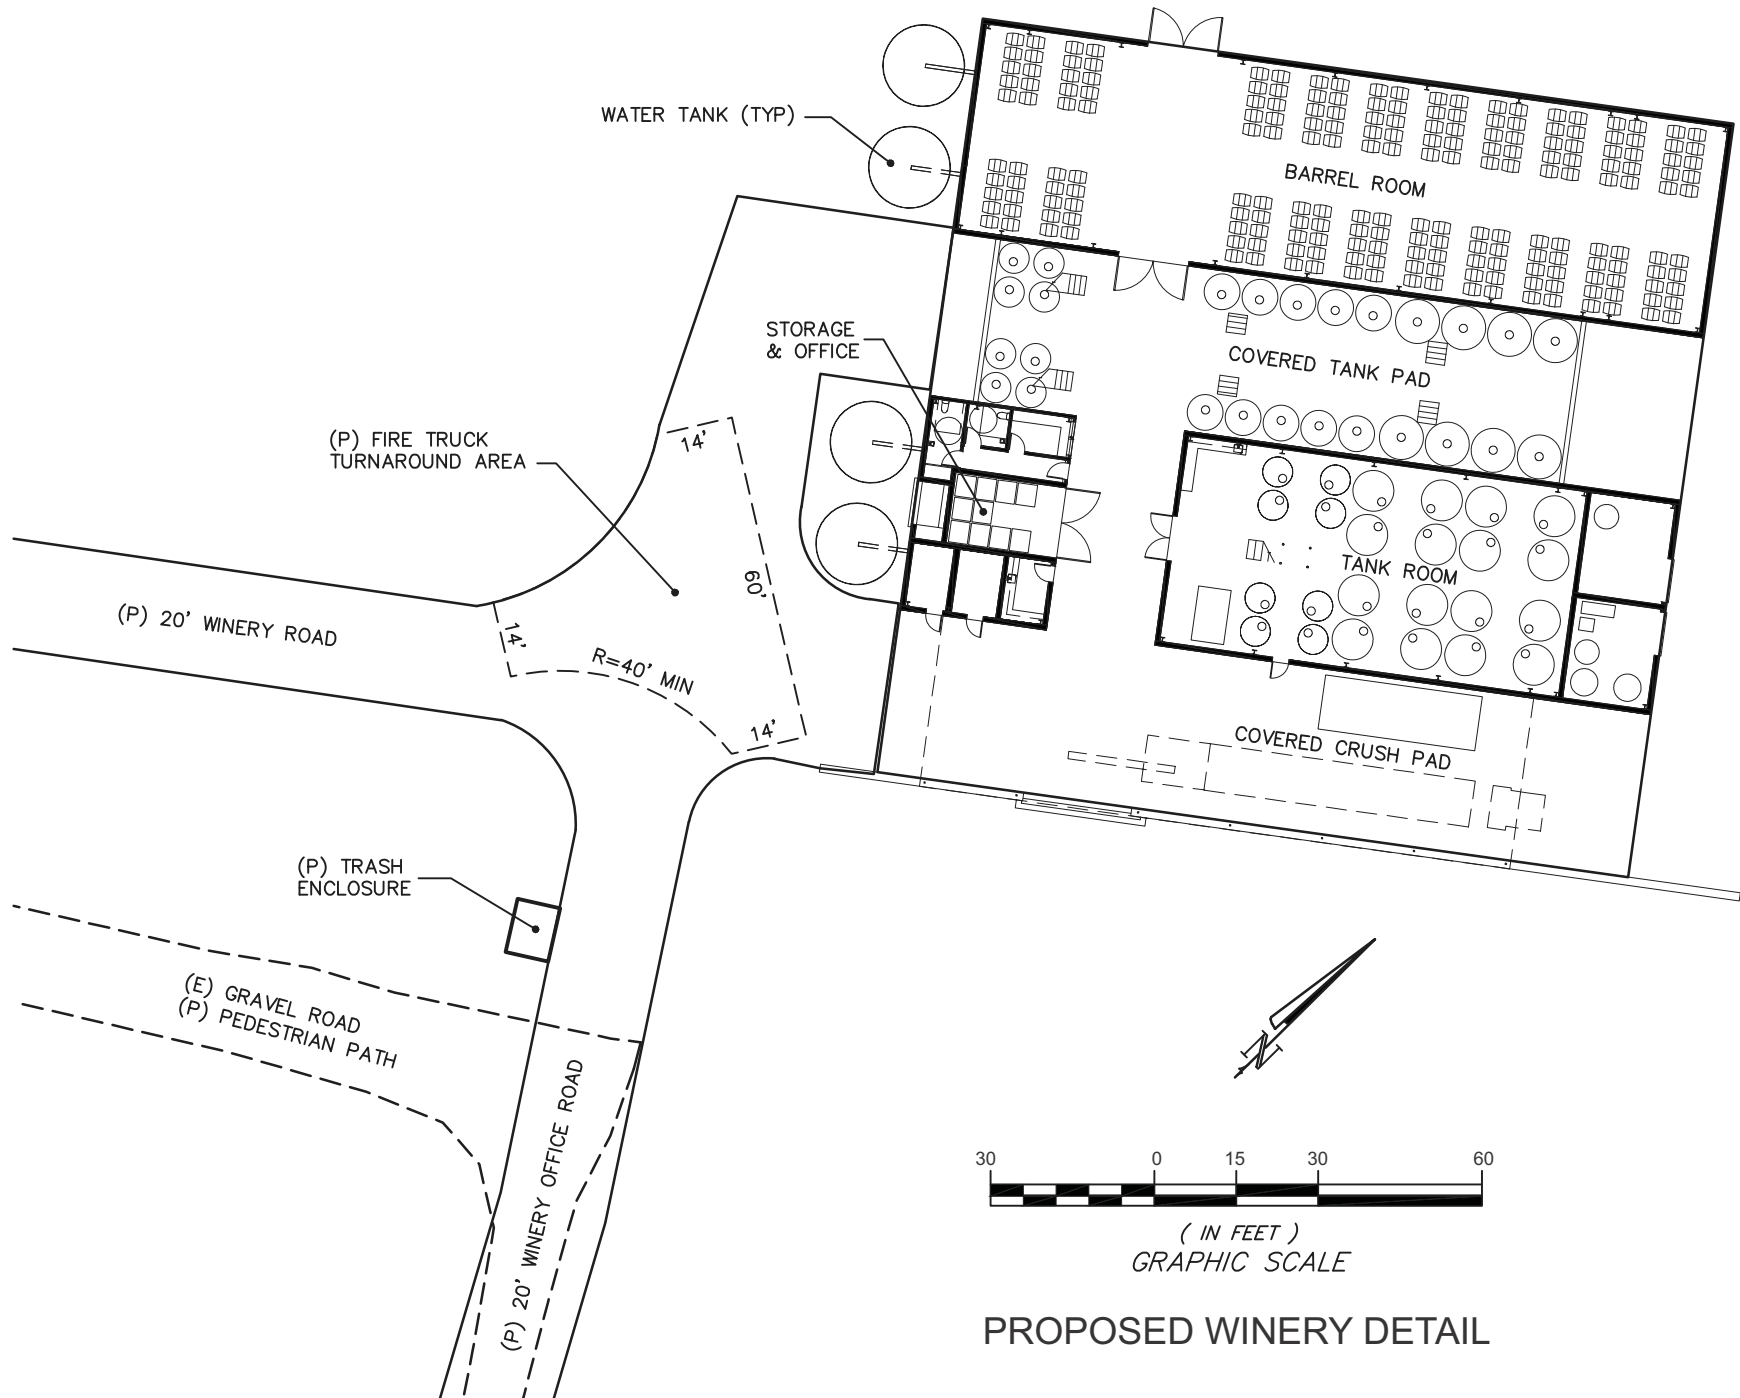 WATER TANK (TYP)
BARREL ROOM
STORAGE
& OFFICE
COVERED TANK PAD
(P) FIRE TRUCK
TURNAROUND AREA
14'
60'
TANK ROOM
(P) 20' WINERY ROAD
14'
R=40' MIN
14'
COVERED CRUSH PAD
(P) TRASH
ENCLOSURE
(E) GRAVEL ROAD
(P) PEDESTRIAN PATH
(P) 20' WINERY OFFICE ROAD
N
30 0 15 30 60
( IN FEET )
GRAPHIC SCALE
PROPOSED WINERY DETAIL